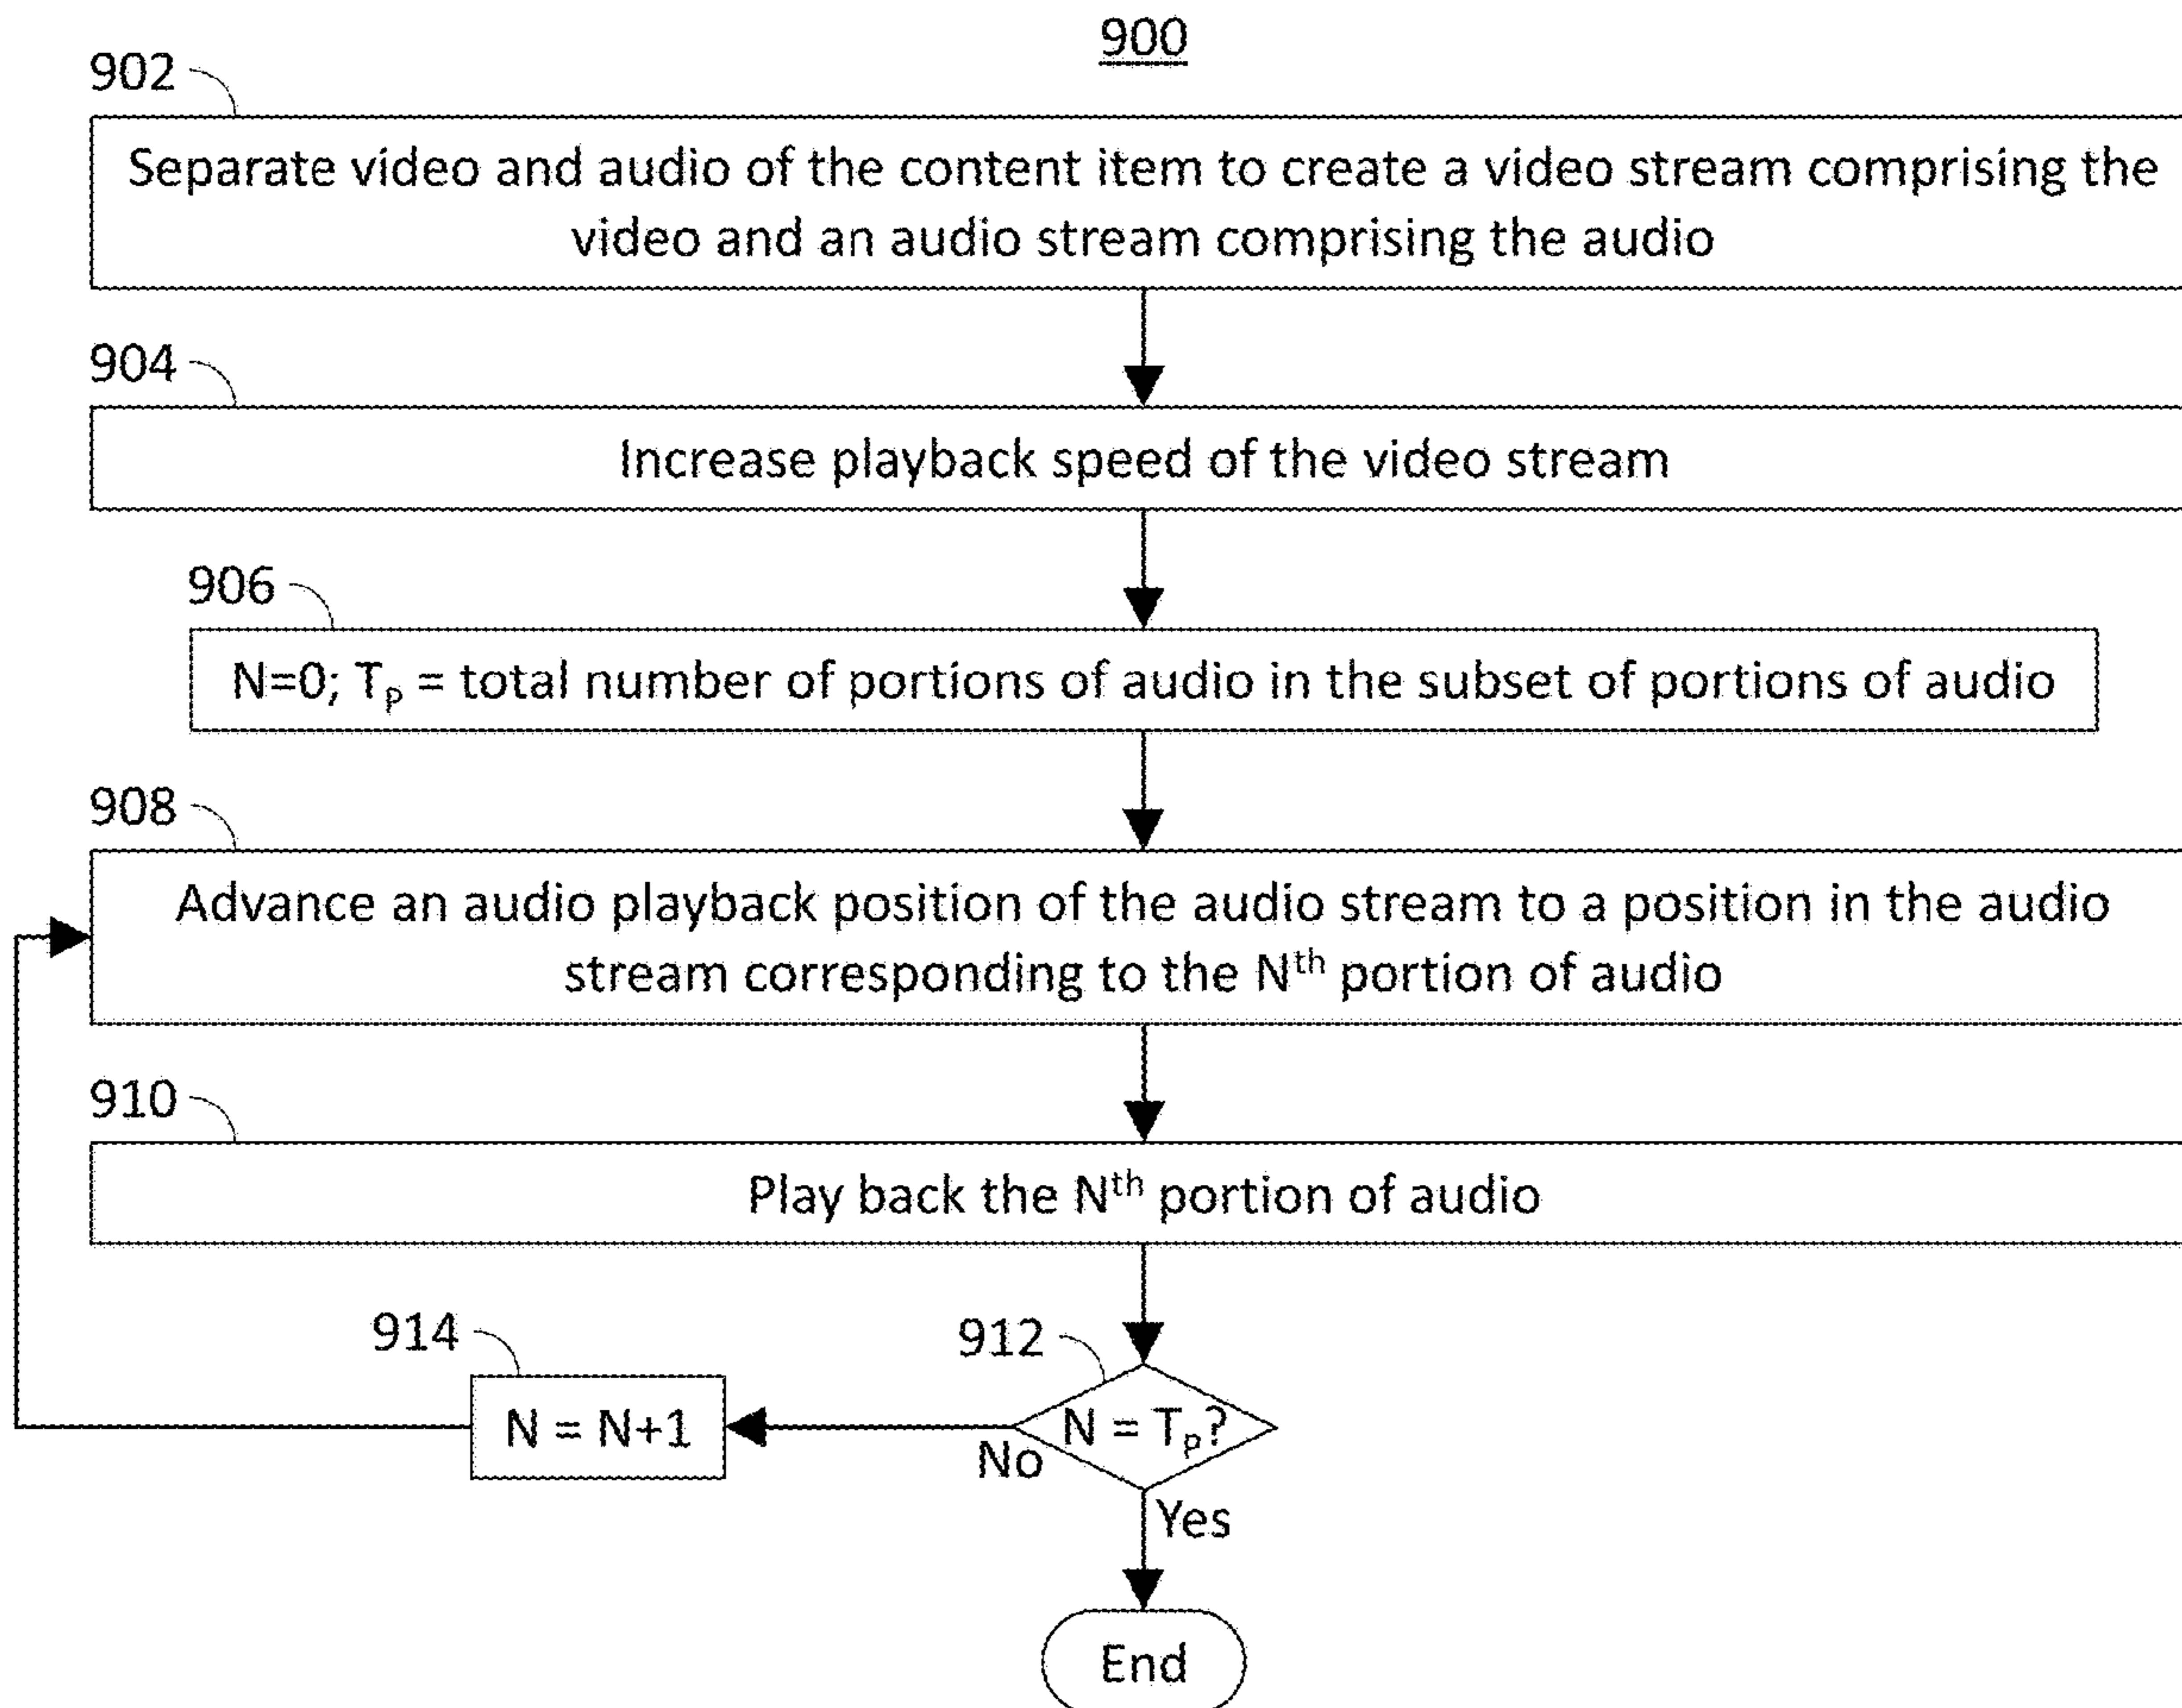 900
902
Separate video and audio of the content item to create a video stream comprising the
video and an audio stream comprising the audio
904
Increase playback speed of the video stream
906
N=0; Tₚ = total number of portions of audio in the subset of portions of audio
908
Advance an audio playback position of the audio stream to a position in the audio
stream corresponding to the Nᵗʰ portion of audio
910
Play back the Nᵗʰ portion of audio
914
912
N = N+1
N = Tₚ?
No
Yes
End